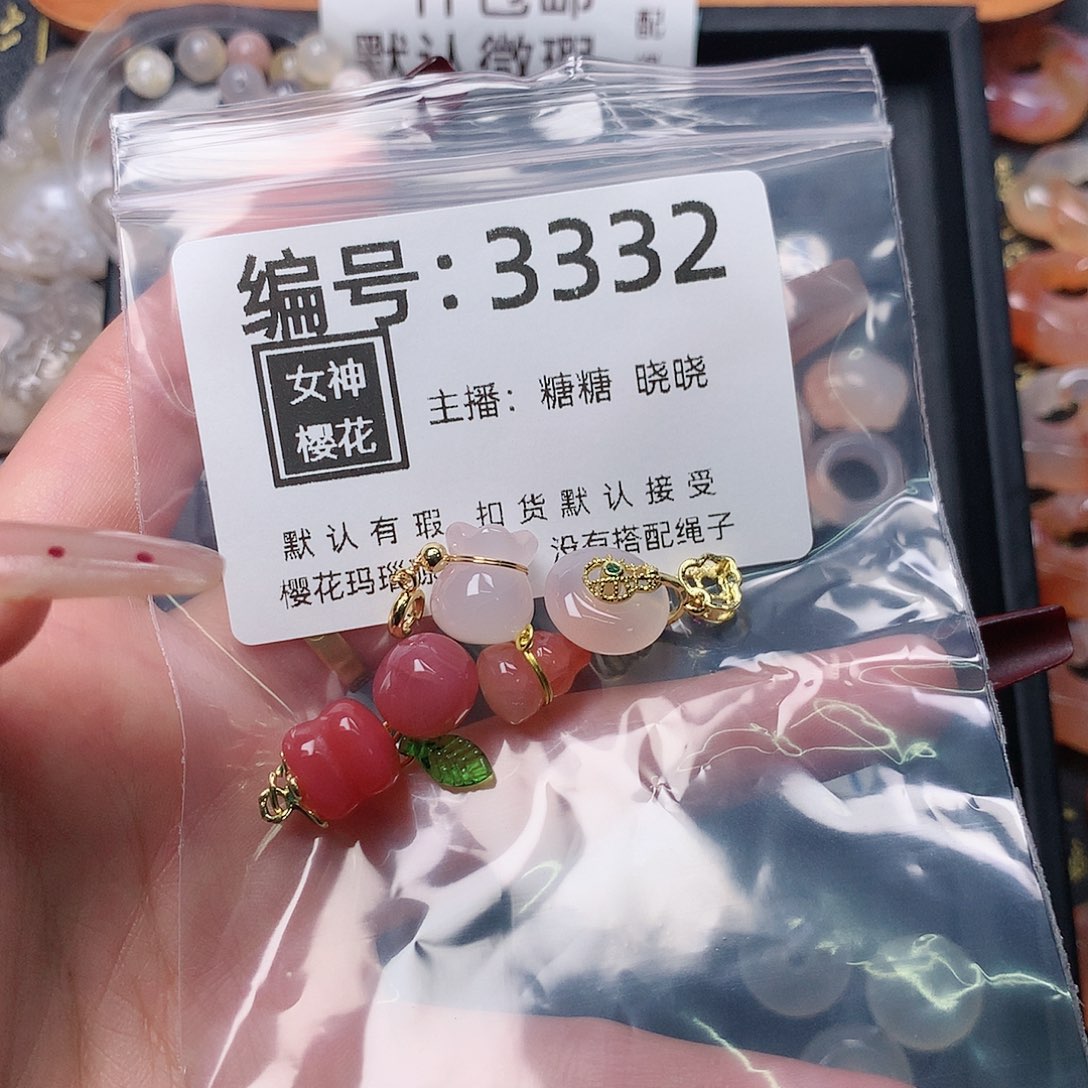 默认微瑕
配
编号：3332
女神
樱花
主播：糖糖 晓晓
默认有瑕 扣货默认接受
樱花玛瑙 没有搭配绳子